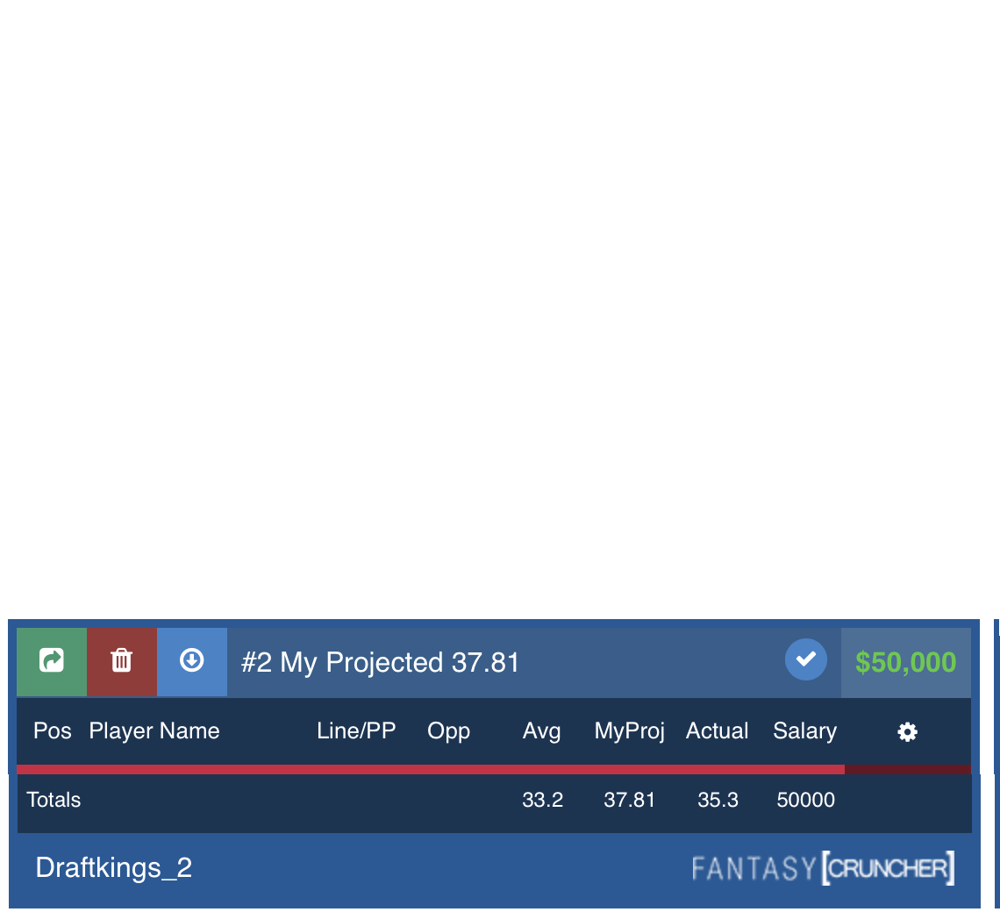 #2 My Projected 37.81 $50,000
Pos Player Name Line/PP Opp Avg MyProj Actual Salary
Totals 33.2 37.81 35.3 50000
Draftkings_2 FANTASY[CRUNCHER]